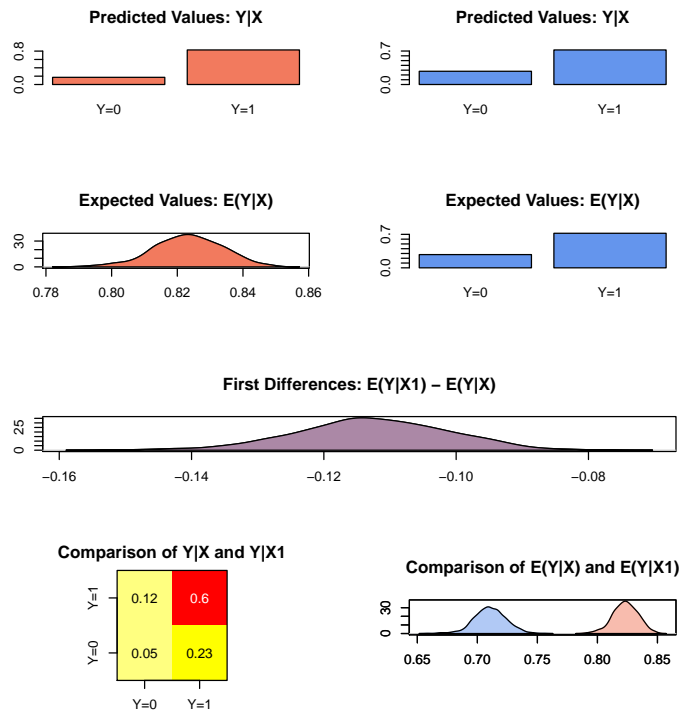 Predicted Values: Y|X
0.0 0.8
Y=0 Y=1
Predicted Values: Y|X
0.0 0.7
Y=0 Y=1
Expected Values: E(Y|X)
0 30
0.78 0.80 0.82 0.84 0.86
Expected Values: E(Y|X)
0.0 0.7
Y=0 Y=1
First Differences: E(Y|X1) − E(Y|X)
0 25
−0.16 −0.14 −0.12 −0.10 −0.08
Comparison of Y|X and Y|X1
Y=1 0.12 0.6
Y=0 0.05 0.23
Y=0 Y=1
Comparison of E(Y|X) and E(Y|X1)
0 30
0.65 0.70 0.75 0.80 0.85